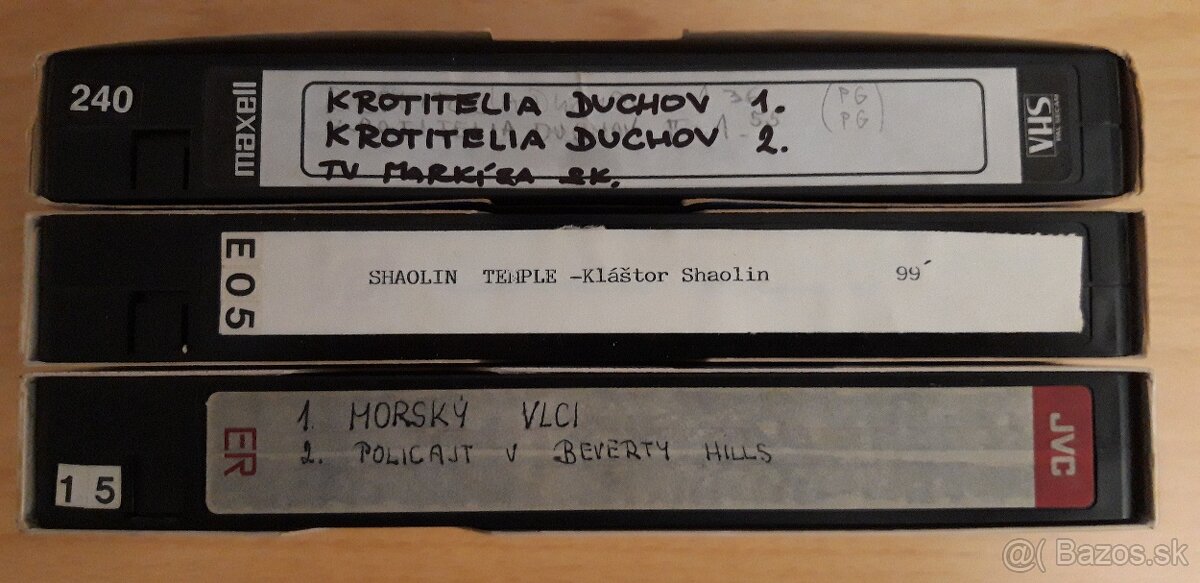 240
maxell
KROTITELIA DUCHOV 1. (PG
KROTITELIA DUCHOV 2. PG)
TV MARKÍZA SK.
VHS
E05
SHAOLIN TEMPLE -Kláštor Shaolin 99´
1. MORSKÝ VLCI
2. POLICAJT V BEVERTY HILLS
ER
JVC
15
@( Bazos.sk